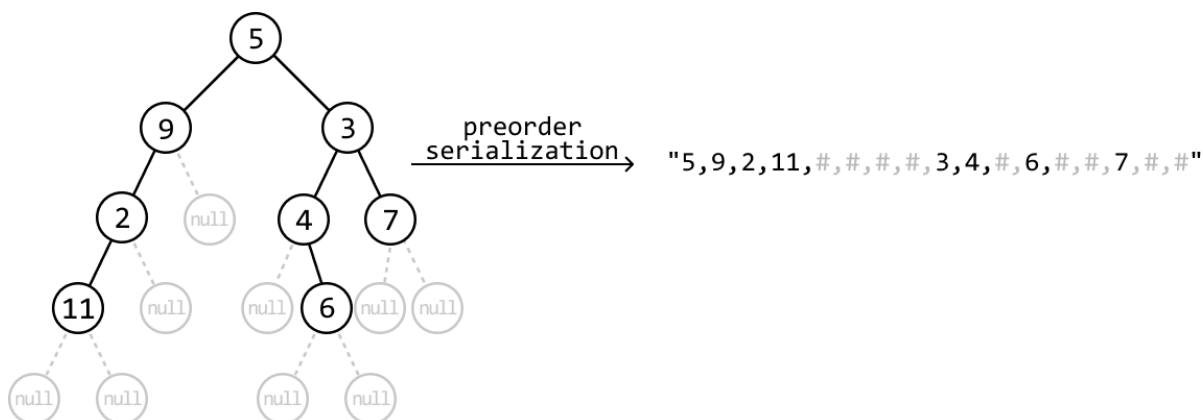 5
9
3
preorder
serialization
"5,9,2,11,#,#,#,#,3,4,#,6,#,#,7,#,#"
2
null
4
7
11
null
null
6
null
null
null
null
null
null